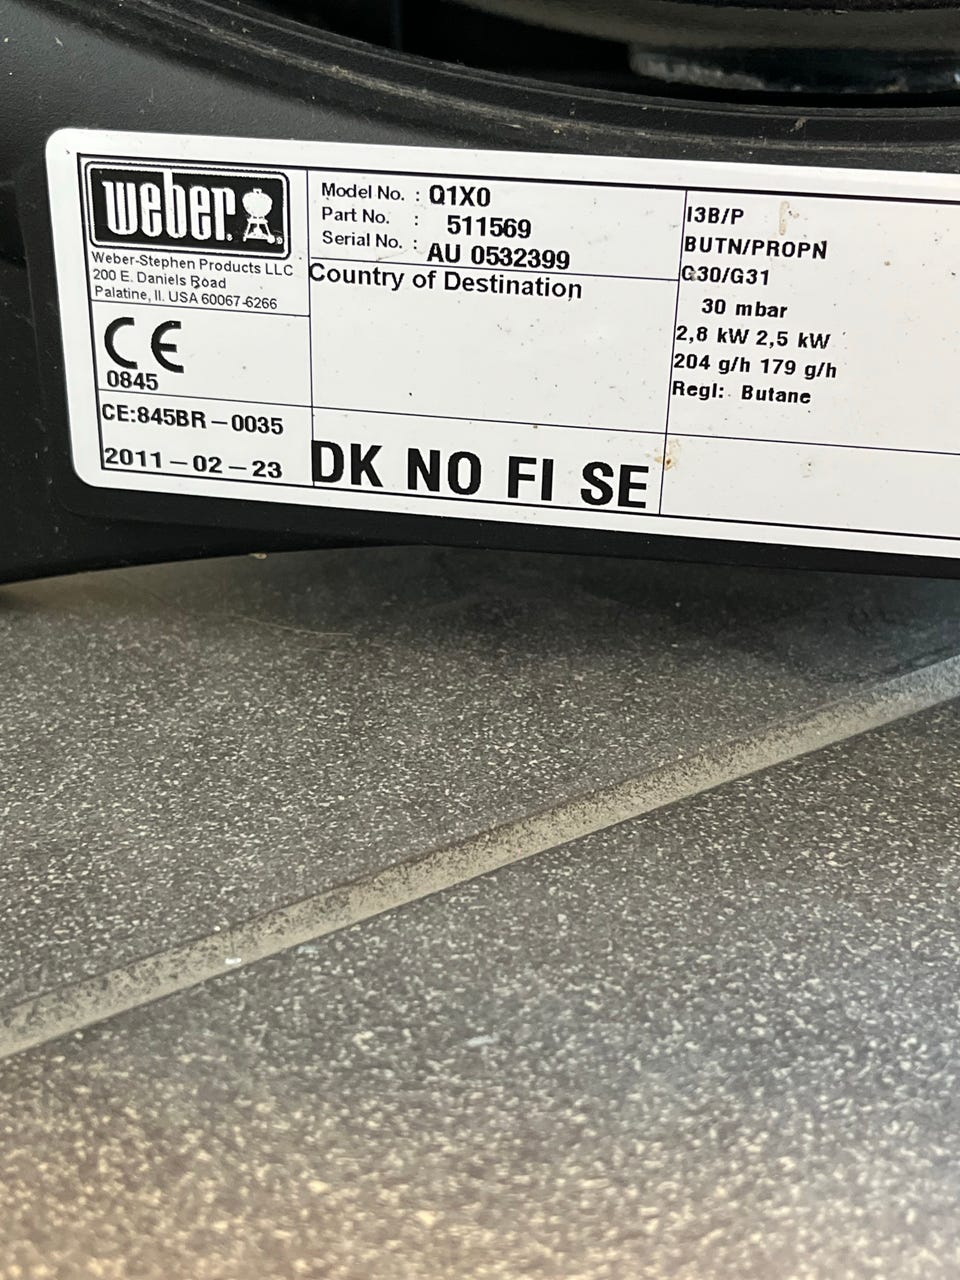 weber
Weber-Stephen Products LLC
200 E. Daniels Road
Palatine, Il. USA 60067-6266
CE
0845
CE:845BR-0035
2011-02-23
Model No. : Q1X0
Part No. : 511569
Serial No. : AU 0532399
Country of Destination
DK NO FI SE
I3B/P
BUTN/PROPN
G30/G31
30 mbar
2,8 kW 2,5 kW
204 g/h 179 g/h
Regl: Butane